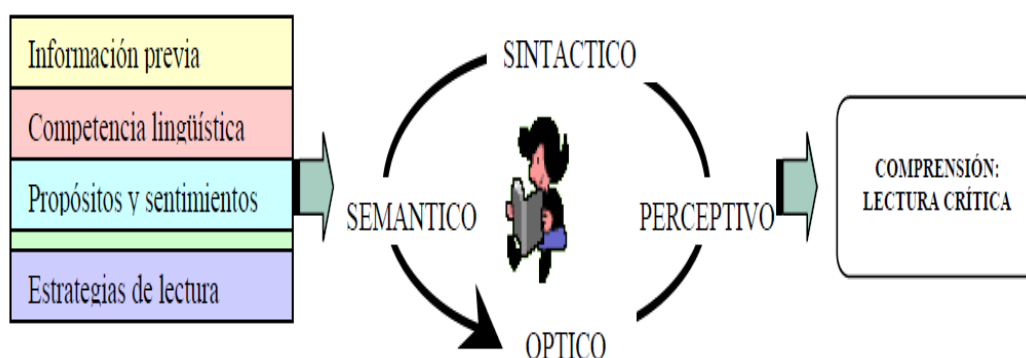 Información previa
Competencia lingüística
Propósitos y sentimientos
Estrategias de lectura
SINTACTICO
SEMANTICO
PERCEPTIVO
OPTICO
COMPRENSIÓN:
LECTURA CRÍTICA